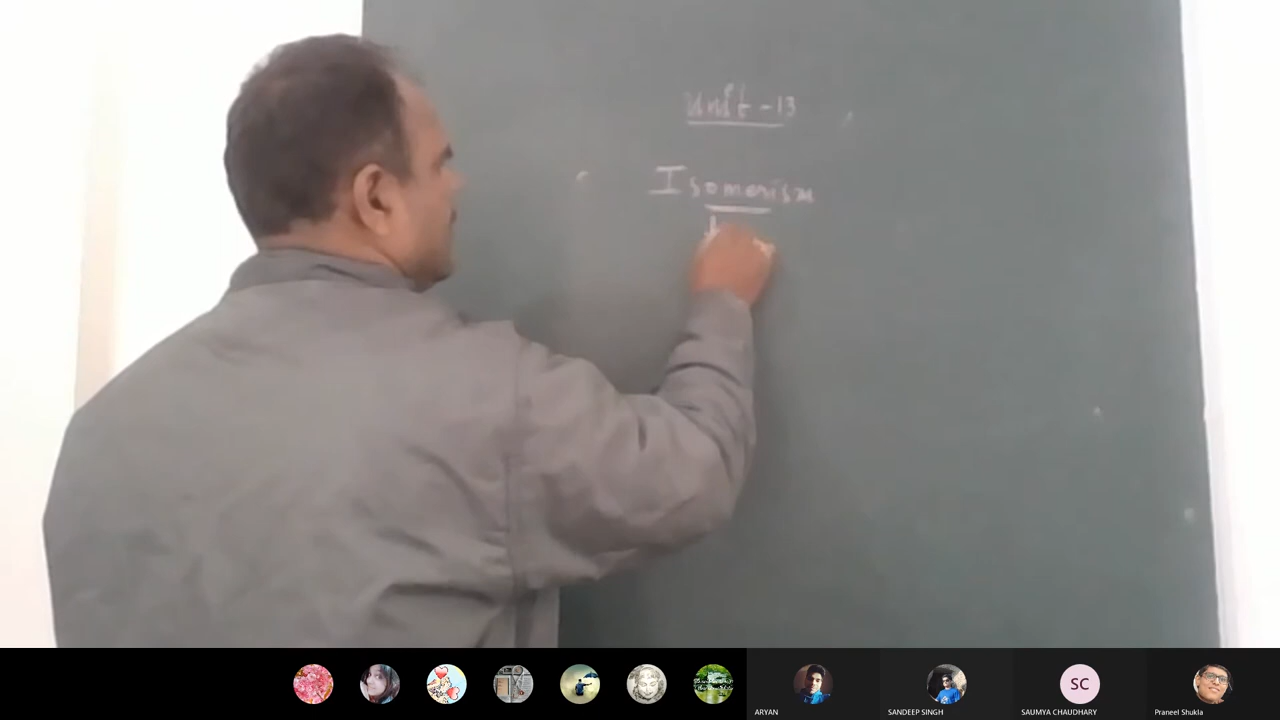 Unit - 13
Isomerism
SC
ARYAN
SANDEEP SINGH
SAUMYA CHAUDHARY
Praneel Shukla